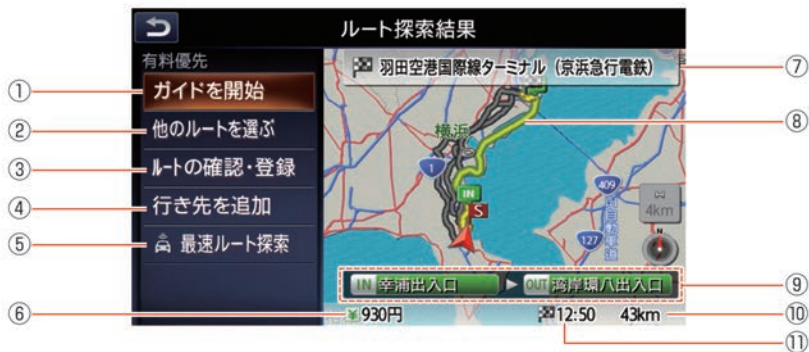 ルート探索結果
有料優先
① ガイドを開始
② 他のルートを選ぶ
③ ルートの確認・登録
④ 行き先を追加
⑤ 最速ルート探索
⑥ ¥930円
羽田空港国際線ターミナル (京浜急行電鉄) ⑦
⑧
横浜
1
IN
S
409
127
自動車道
4km
N
IN 幸浦出入口 ▶ OUT 湾岸環八出入口 ⑨
12:50 43km ⑩
⑪